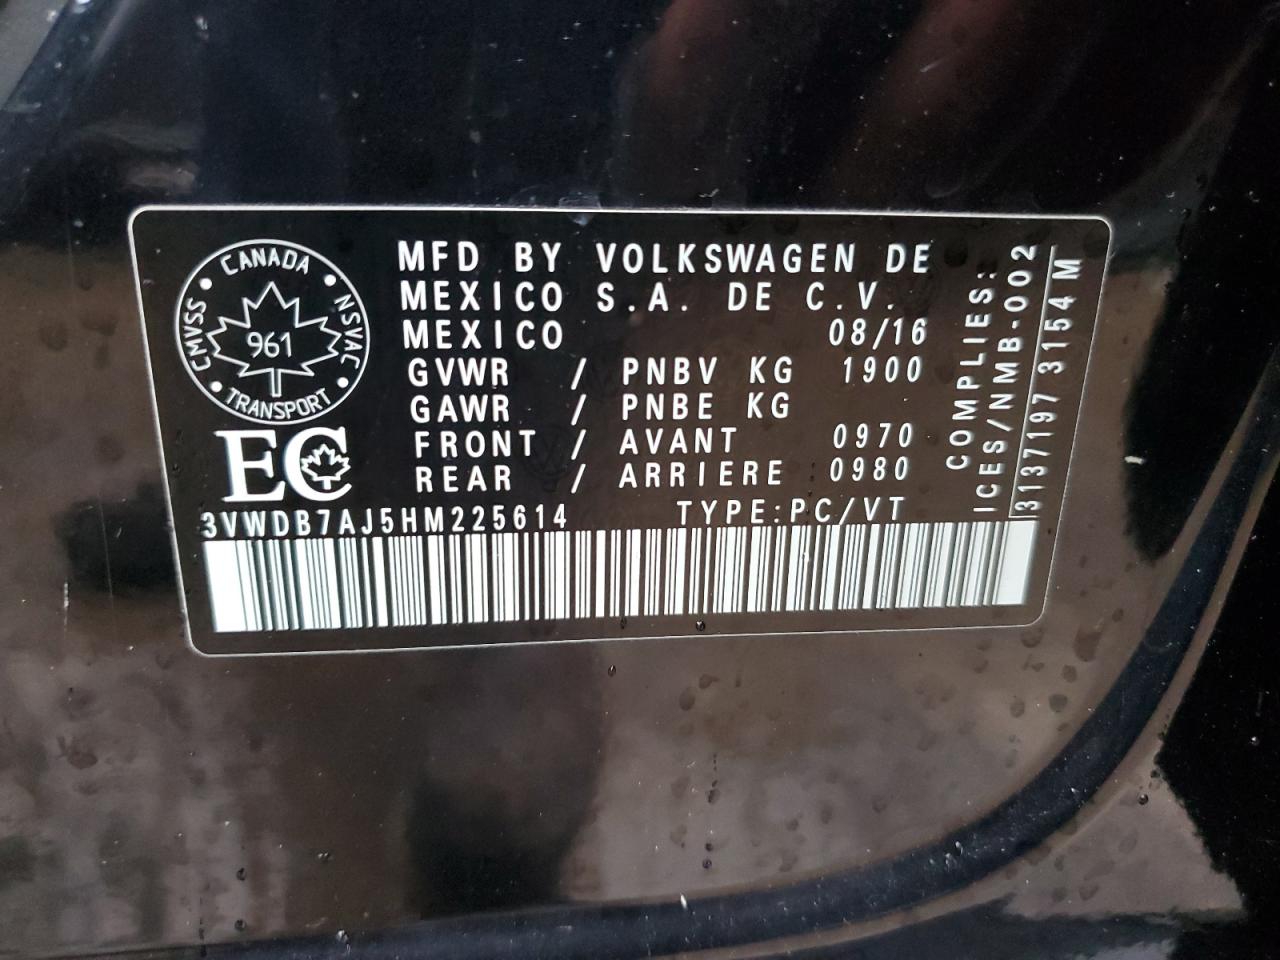 CANADA
NSVAC
TRANSPORT
CMVSS
961
EC
MFD BY VOLKSWAGEN DE
MEXICO S.A. DE C.V.
MEXICO 08/16
GVWR / PNBV KG 1900
GAWR / PNBE KG
FRONT / AVANT 0970
REAR / ARRIERE 0980
3VWDB7AJ5HM225614 TYPE:PC/VT
COMPLIES:
ICES/NMB-002
3137197 3154 M